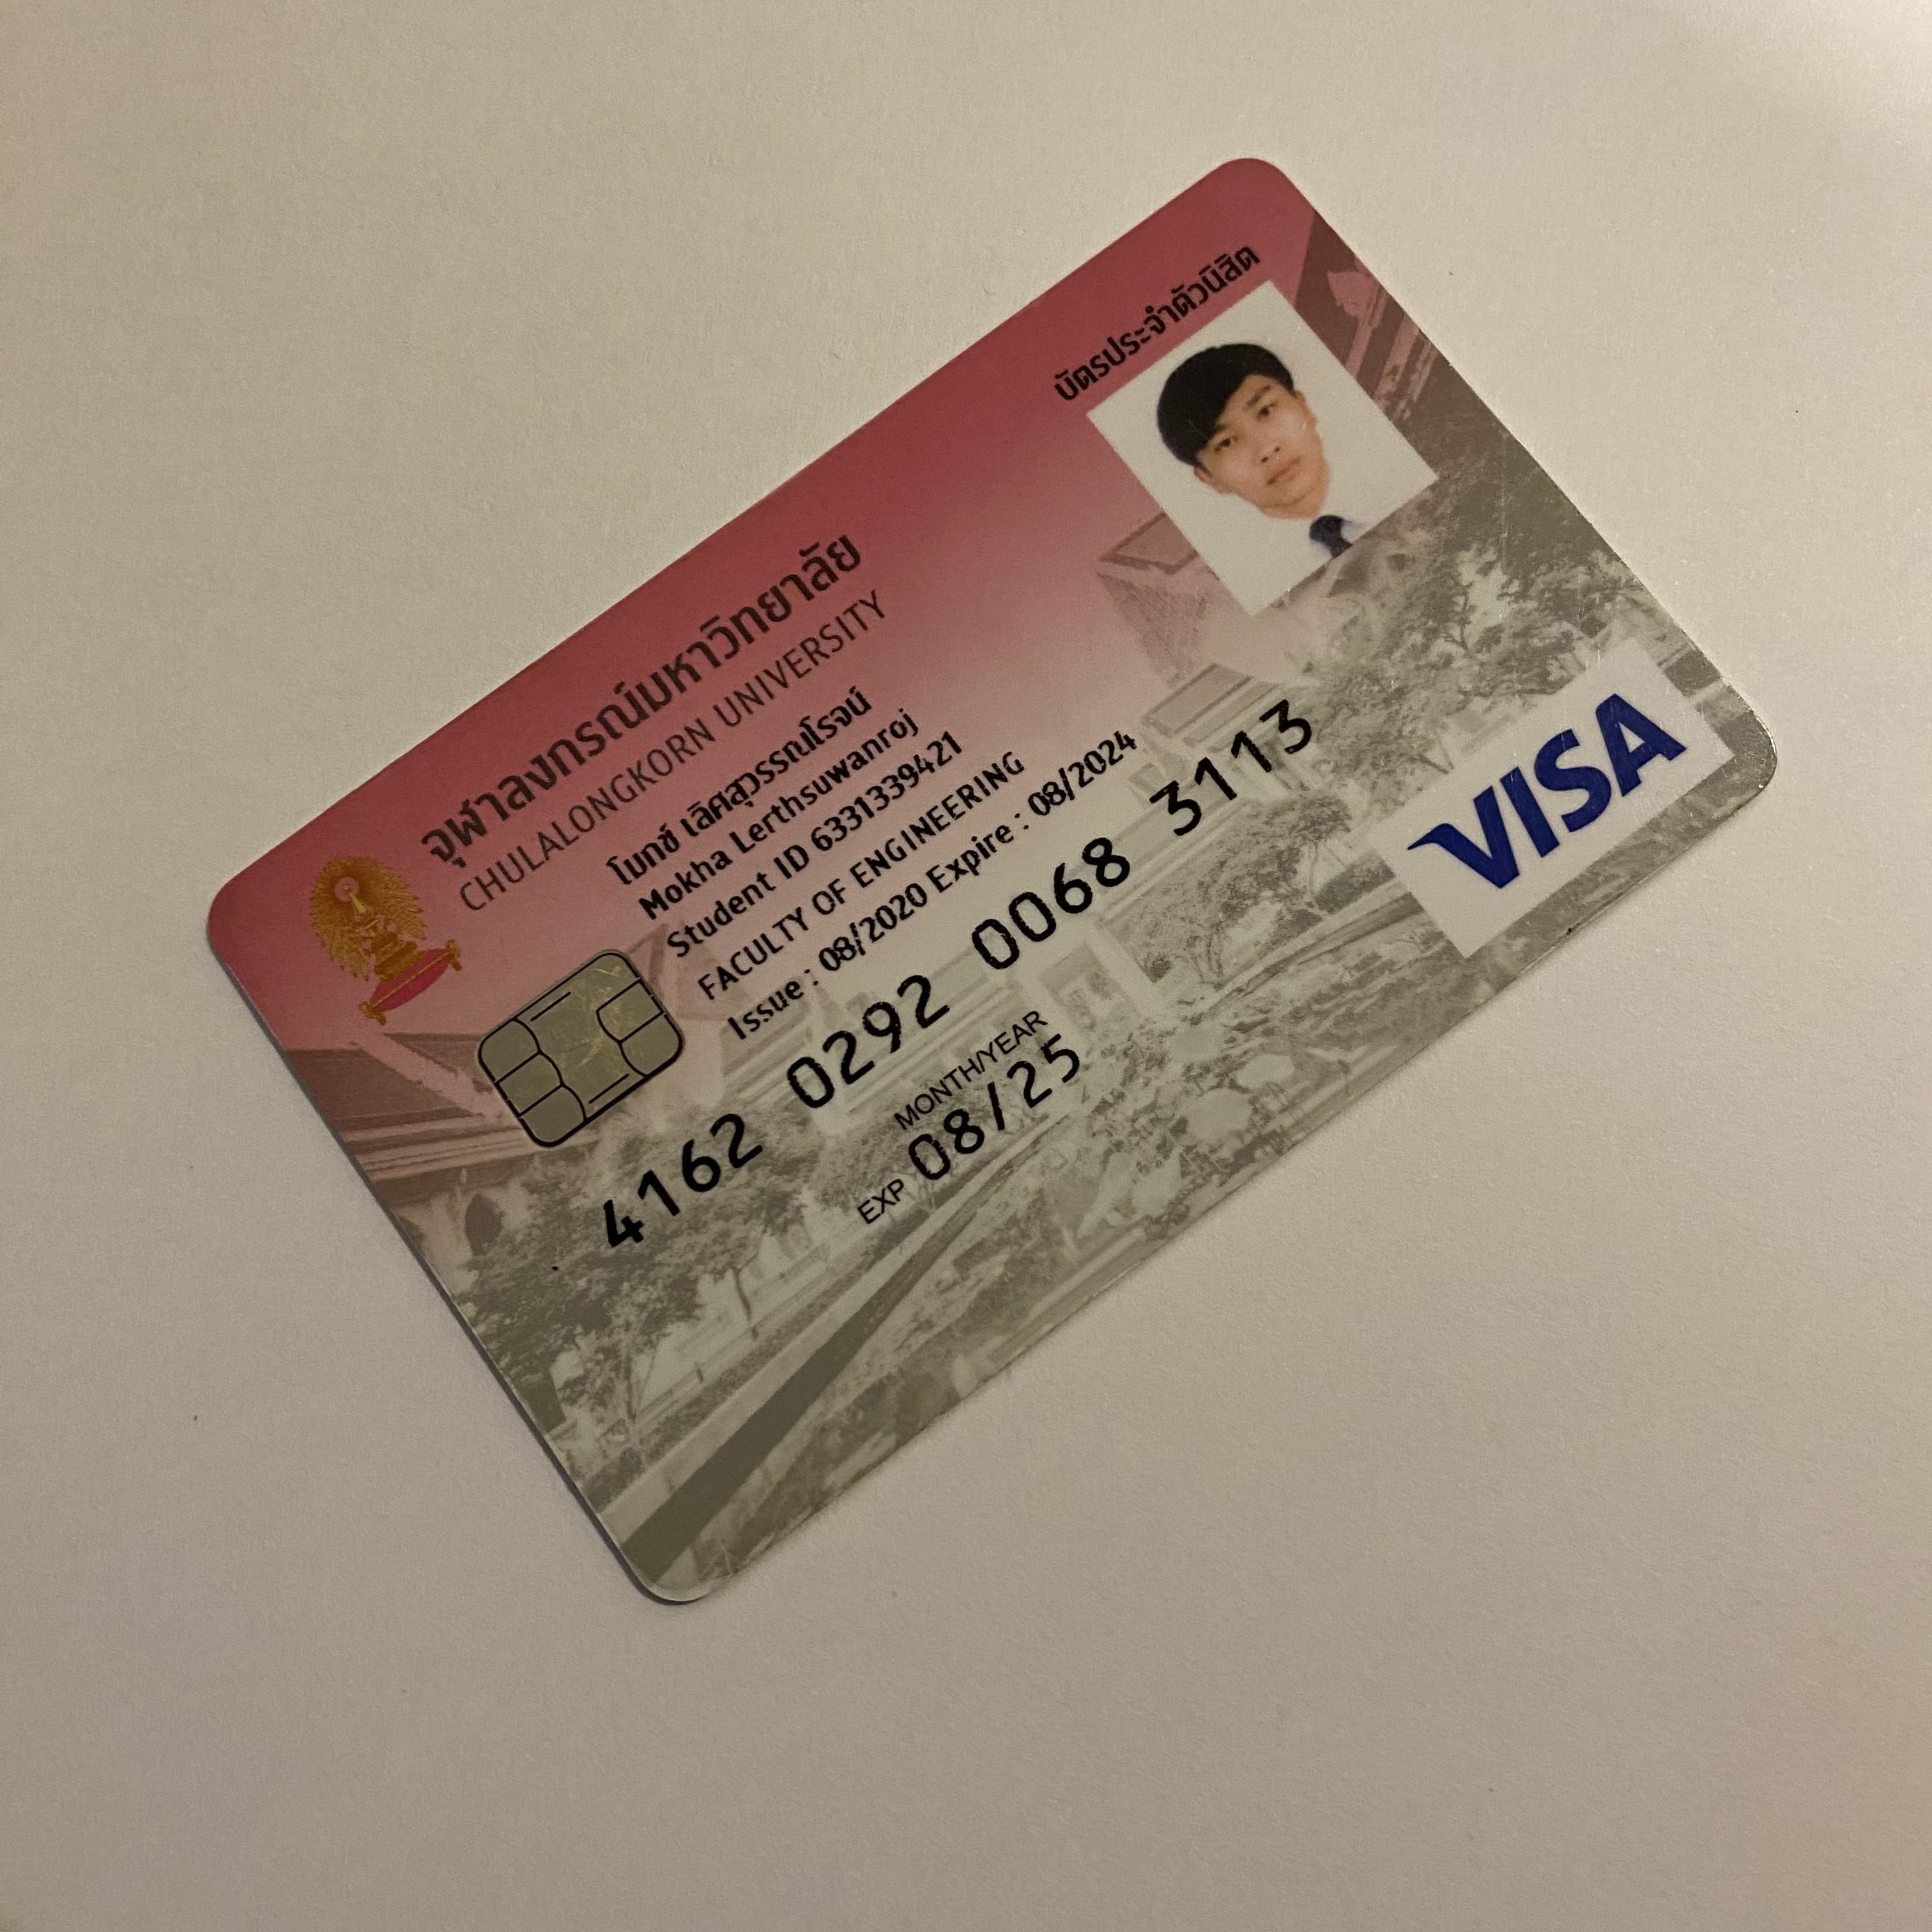 บัตรประจำตัวนิสิต
จุฬาลงกรณ์มหาวิทยาลัย
CHULALONGKORN UNIVERSITY
โมกข์ เลิศสุวรรณโรจน์
Mokha Lerthsuwanroj
Student ID 6331339421
FACULTY OF ENGINEERING
Issue : 08/2020 Expire : 08/2024
4162 0292 0068 3113
MONTH/YEAR
EXP 08/25
VISA